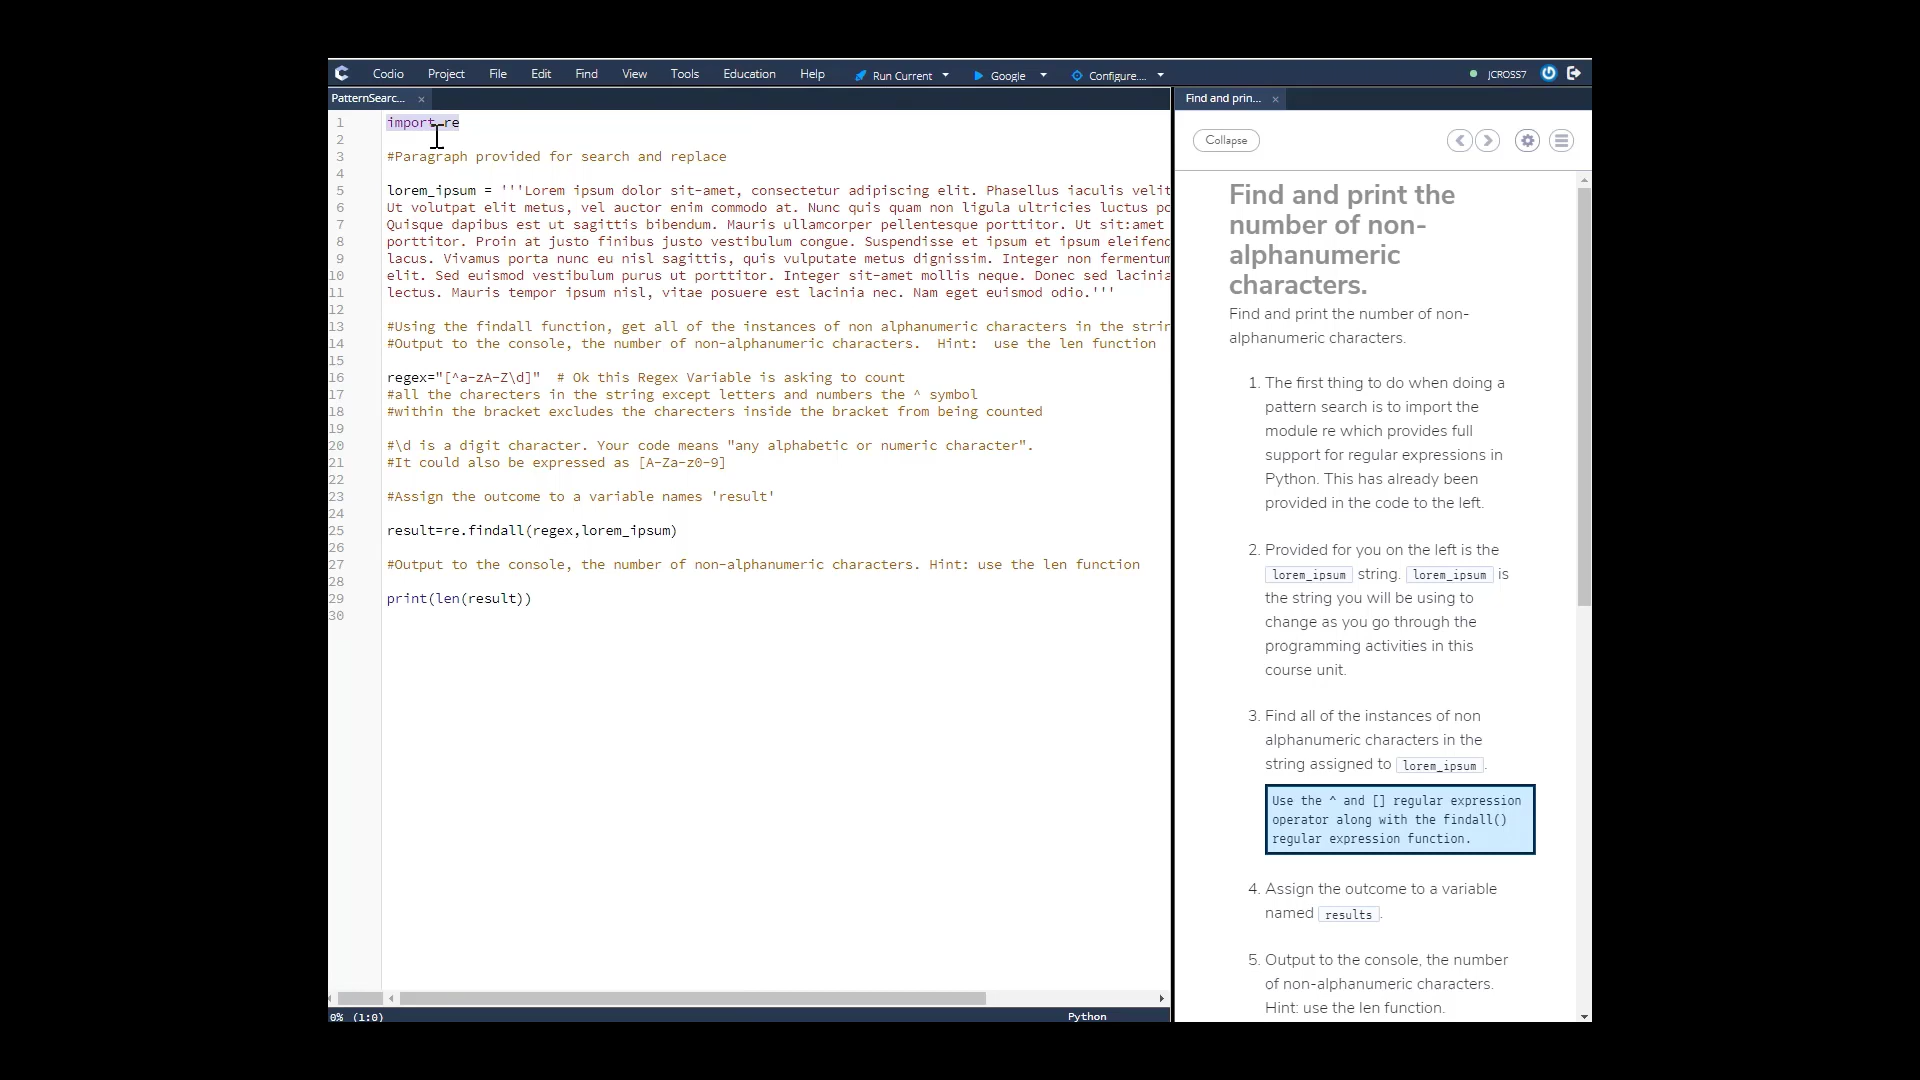 Codio Project File Edit Find View Tools Education Help Run Current Google Configure.... JCROSS7
PatternSearc...
1 import re
2
3 #Paragraph provided for search and replace
4
5 lorem_ipsum = '''Lorem ipsum dolor sit-amet, consectetur adipiscing elit. Phasellus iaculis velit
6 Ut volutpat elit metus, vel auctor enim commodo at. Nunc quis quam non ligula ultricies luctus po
7 Quisque dapibus est ut sagittis bibendum. Mauris ullamcorper pellentesque porttitor. Ut sit:amet
8 porttitor. Proin at justo finibus justo vestibulum congue. Suspendisse et ipsum et ipsum eleifend
9 lacus. Vivamus porta nunc eu nisl sagittis, quis vulputate metus dignissim. Integer non fermentum
10 elit. Sed euismod vestibulum purus ut porttitor. Integer sit-amet mollis neque. Donec sed lacinia
11 lectus. Mauris tempor ipsum nisl, vitae posuere est lacinia nec. Nam eget euismod odio.'''
12
13 #Using the findall function, get all of the instances of non alphanumeric characters in the strin
14 #Output to the console, the number of non-alphanumeric characters.  Hint:  use the len function
15
16 regex="[^a-zA-Z\d]"  # Ok this Regex Variable is asking to count
17 #all the charecters in the string except letters and numbers the ^ symbol
18 #within the bracket excludes the charecters inside the bracket from being counted
19
20 #\d is a digit character. Your code means "any alphabetic or numeric character".
21 #It could also be expressed as [A-Za-z0-9]
22
23 #Assign the outcome to a variable names 'result'
24
25 result=re.findall(regex,lorem_ipsum)
26
27 #Output to the console, the number of non-alphanumeric characters. Hint: use the len function
28
29 print(len(result))
30
0% (1:0) Python
Find and prin...
Collapse
Find and print the
number of non-
alphanumeric
characters.
Find and print the number of non-
alphanumeric characters.
1. The first thing to do when doing a
pattern search is to import the
module re which provides full
support for regular expressions in
Python. This has already been
provided in the code to the left.
2. Provided for you on the left is the
lorem_ipsum string. lorem_ipsum is
the string you will be using to
change as you go through the
programming activities in this
course unit.
3. Find all of the instances of non
alphanumeric characters in the
string assigned to lorem_ipsum.
Use the ^ and [] regular expression
operator along with the findall()
regular expression function.
4. Assign the outcome to a variable
named results.
5. Output to the console, the number
of non-alphanumeric characters.
Hint: use the len function.